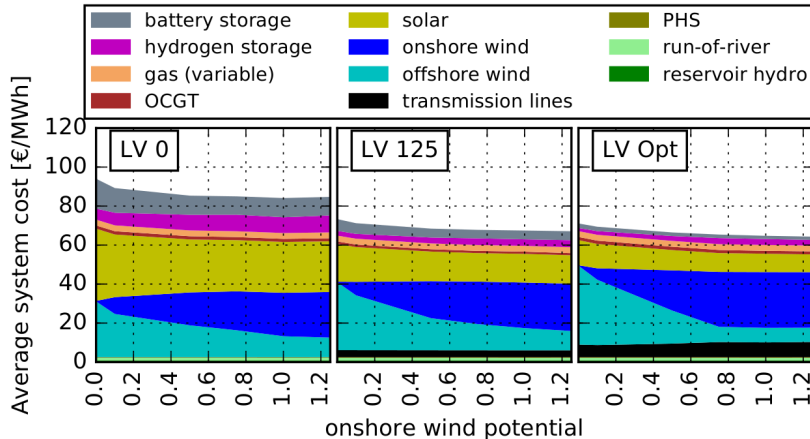 battery storage
solar
PHS
hydrogen storage
onshore wind
run-of-river
gas (variable)
offshore wind
reservoir hydro
OCGT
transmission lines
Average system cost [€/MWh]
120
100
80
60
40
20
0
LV 0
LV 125
LV Opt
0.0 0.2 0.4 0.6 0.8 1.0 1.2 0.2 0.4 0.6 0.8 1.0 1.2 0.2 0.4 0.6 0.8 1.0 1.2
onshore wind potential